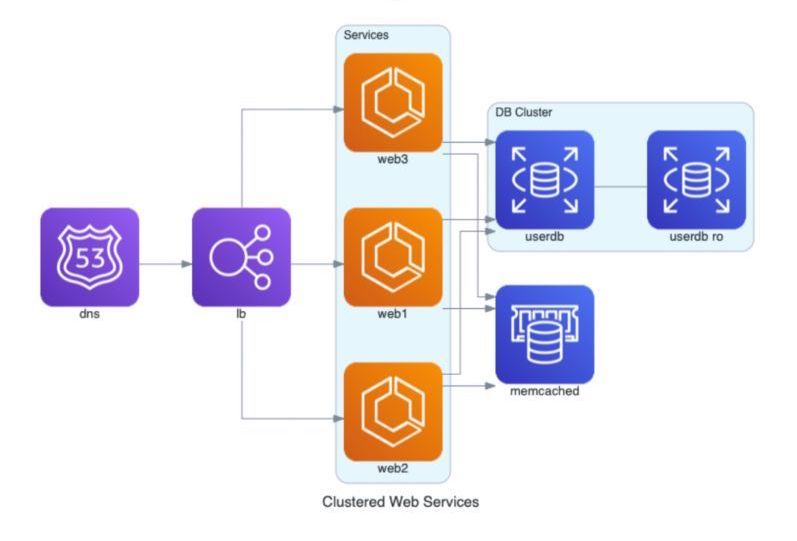 Services
web3
DB Cluster
userdb
userdb ro
53
dns
lb
web1
memcached
web2
Clustered Web Services